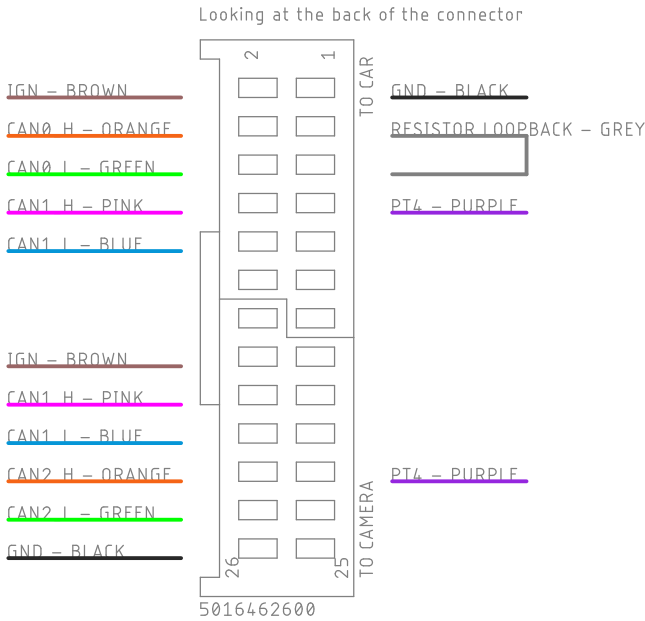 Looking at the back of the connector
2 1
TO CAR
IGN - BROWN
GND - BLACK
CAN0 H - ORANGE
RESISTOR LOOPBACK - GREY
CAN0 L - GREEN
CAN1 H - PINK
PT4 - PURPLE
CAN1 L - BLUE
IGN - BROWN
CAN1 H - PINK
CAN1 L - BLUE
CAN2 H - ORANGE
PT4 - PURPLE
CAN2 L - GREEN
GND - BLACK
TO CAMERA
26 25
5016462600